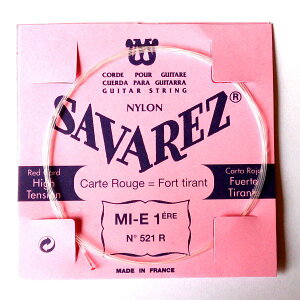 CORDE POUR GUITARE
CUERDA PARA GUITARRA
GUITAR STRING
NYLON
SAVAREZ®
Red Card
High
Tension
Carta Roja
Fuerto
Tirante
Carte Rouge = Fort tirant
MI-E 1ÈRE
N° 521 R
MADE IN FRANCE